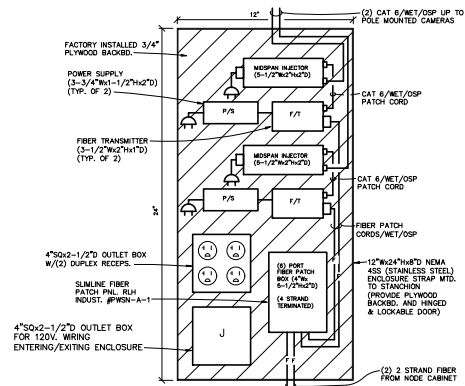 (2) CAT 6/WET/OSP UP TO
POLE MOUNTED CAMERAS
12"
FACTORY INSTALLED 3/4"
PLYWOOD BACKBD.
MIDSPAN INJECTOR
(5-1/2"Wx2"Hx2"D)
POWER SUPPLY
(3-3/4"Wx1-1/2"Hx2"D)
(TYP. OF 2)
CAT 6/WET/OSP
PATCH CORD
P/S
F/T
FIBER TRANSMITTER
(3-1/2"Wx2"Hx1"D)
(TYP. OF 2)
MIDSPAN INJECTOR
(5-1/2"Wx2"Hx2"D)
CAT 6/WET/OSP
PATCH CORD
P/S
F/T
24"
FIBER PATCH
CORDS/WET/OSP
4"SQx2-1/2"D OUTLET BOX
W/(2) DUPLEX RECEPS.
(6) PORT
FIBER PATCH
BOX (4"Wx
5-1/2"Hx2"D)
(4 STRAND
TERMINATED)
F
12"Wx24"Hx8"D NEMA
4SS (STAINLESS STEEL)
ENCLOSURE STRAP MTD.
TO STANCHION
(PROVIDE PLYWOOD
BACKBD. AND HINGED
& LOCKABLE DOOR)
SLIMLINE FIBER
PATCH PNL. RLH
INDUST. #PWSN-A-1
4"SQx2-1/2"D OUTLET BOX
FOR 120V. WIRING
ENTERING/EXITING ENCLOSURE
J
F F
(2) 2 STRAND FIBER
FROM NODE CABINET